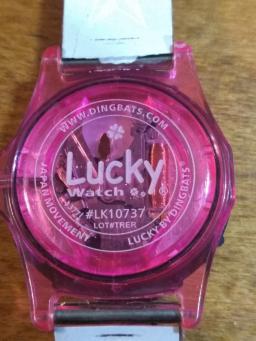 WWW.DINGBATS.COM
Lucky
Watch
#LK10737
LOT#TRER
JAPAN MOVEMENT
LUCKY BY DINGBATS